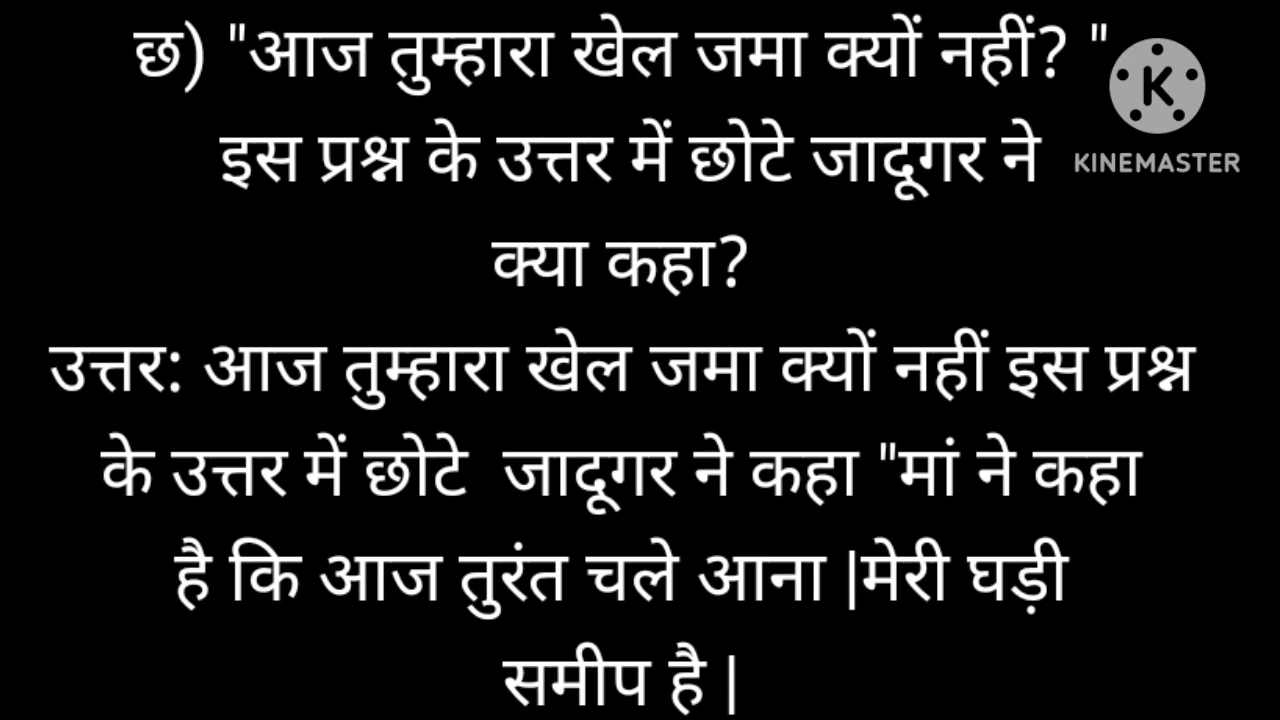 छ) "आज तुम्हारा खेल जमा क्यों नहीं? "
इस प्रश्न के उत्तर में छोटे जादूगर ने
क्या कहा?
उत्तर: आज तुम्हारा खेल जमा क्यों नहीं इस प्रश्न
के उत्तर में छोटे  जादूगर ने कहा "मां ने कहा
है कि आज तुरंत चले आना |मेरी घड़ी
समीप है |
K
KINEMASTER